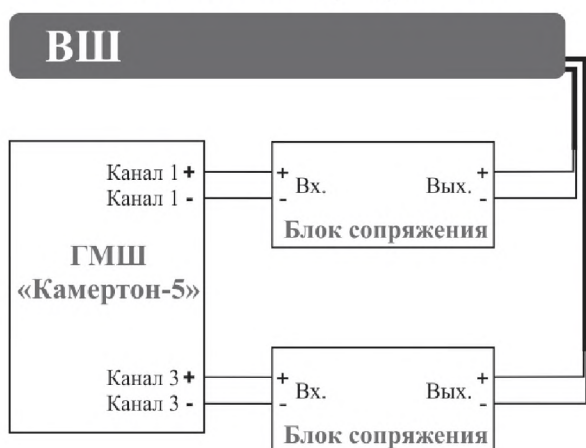 ВШ
Канал 1 +
Канал 1 -
ГМШ
«Камертон-5»
Канал 3 +
Канал 3 -
+ Вх. Вых. +
- -
Блок сопряжения
+ Вх. Вых. +
- -
Блок сопряжения